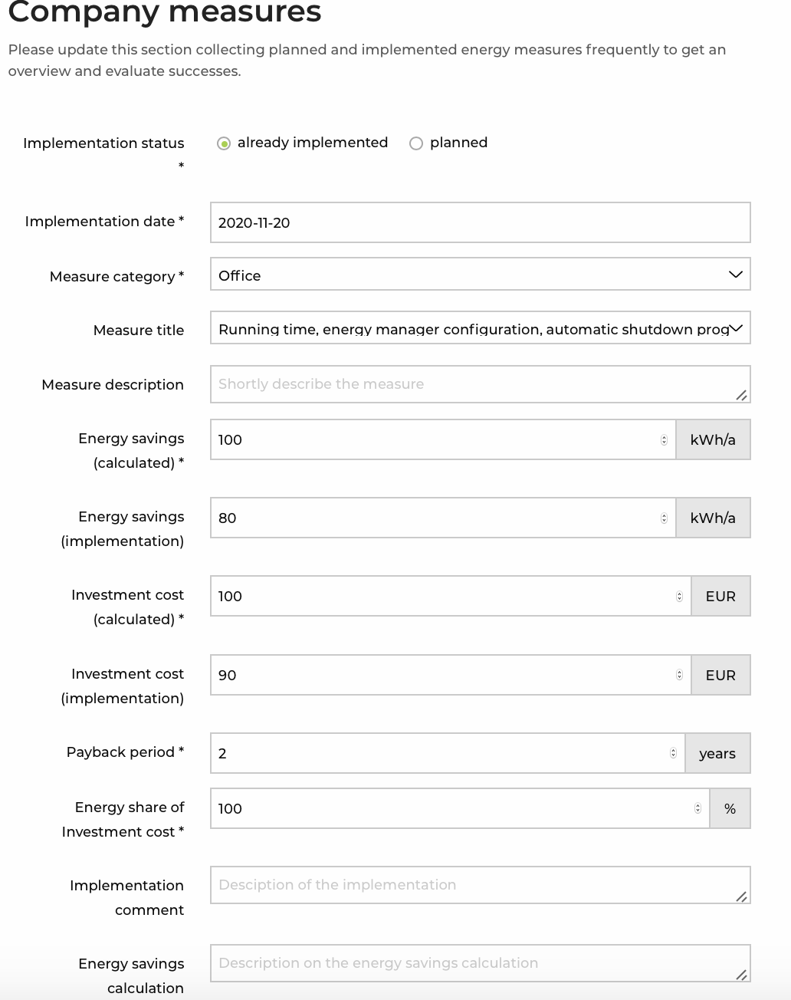 Company measures
Please update this section collecting planned and implemented energy measures frequently to get an
overview and evaluate successes.
Implementation status
*
already implemented
planned
Implementation date *
2020-11-20
Measure category *
Office
Measure title
Running time, energy manager configuration, automatic shutdown prog
Measure description
Shortly describe the measure
Energy savings
(calculated) *
100
kWh/a
Energy savings
(implementation)
80
kWh/a
Investment cost
(calculated) *
100
EUR
Investment cost
(implementation)
90
EUR
Payback period *
2
years
Energy share of
Investment cost *
100
%
Implementation
comment
Desciption of the implementation
Energy savings
calculation
Description on the energy savings calculation